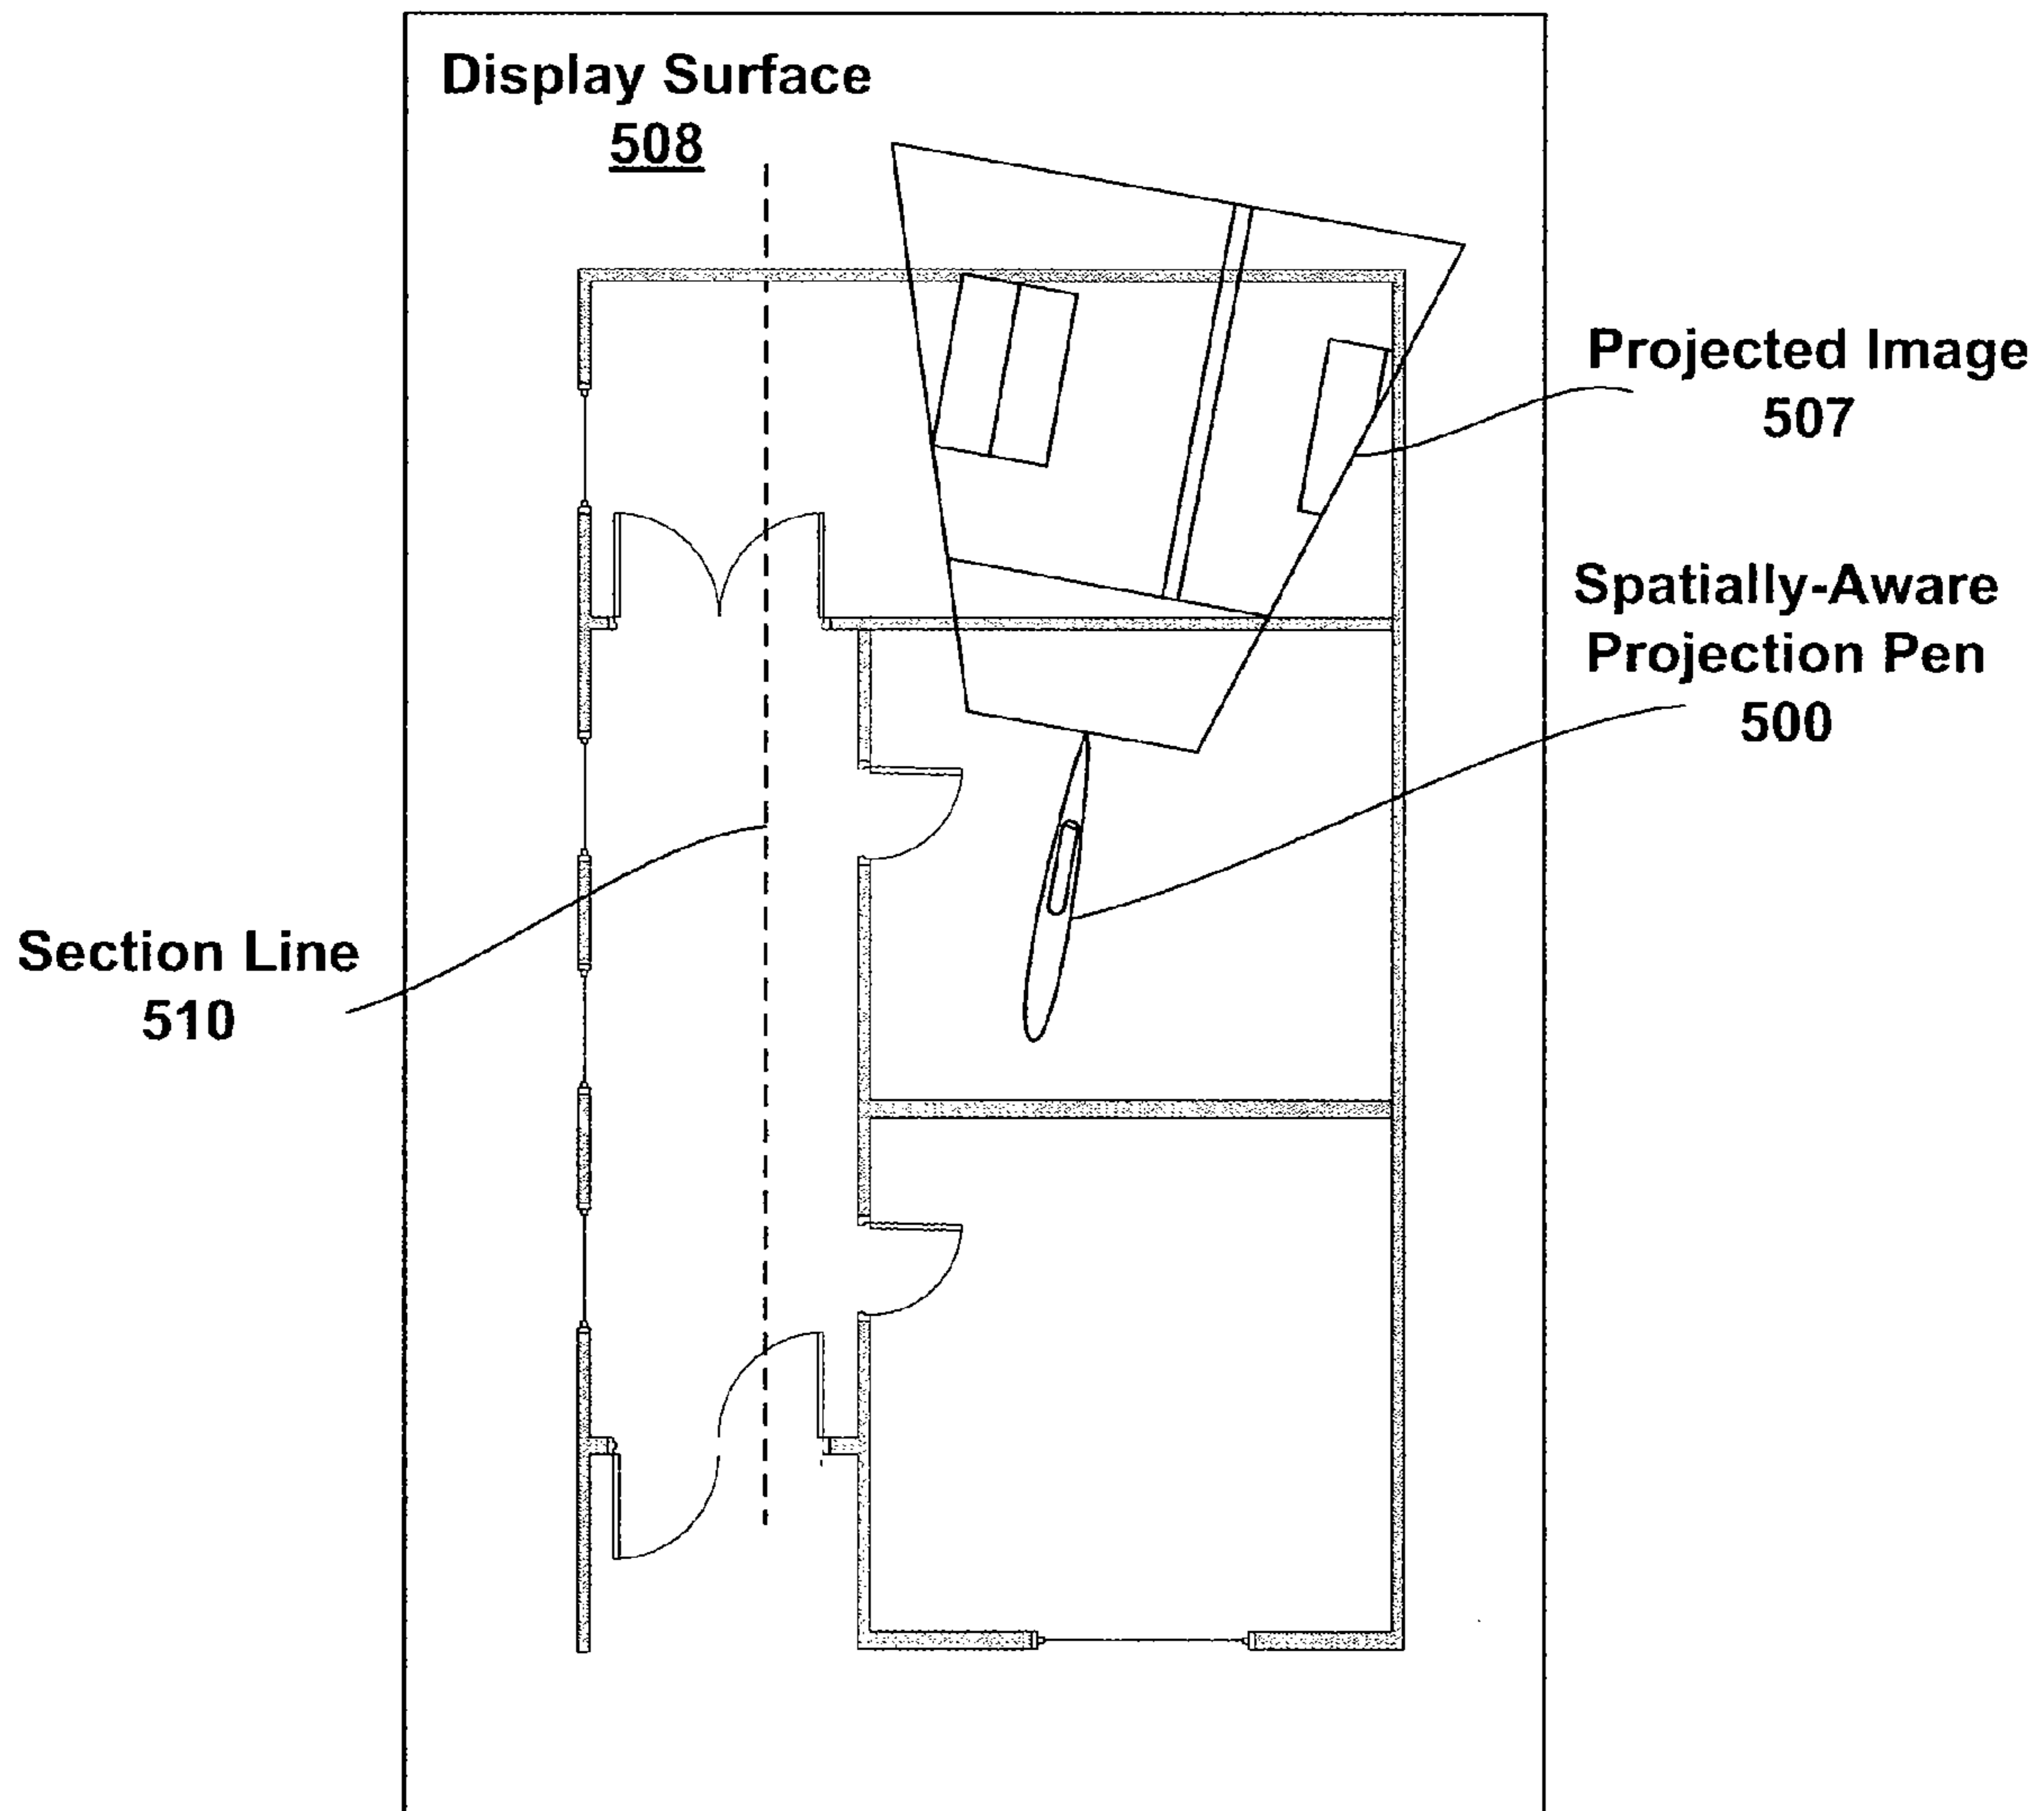 Display Surface
508
Projected Image
507
Spatially-Aware
Projection Pen
500
Section Line
510